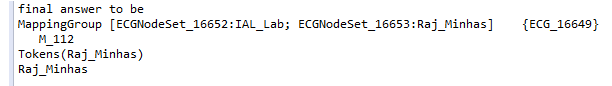 final answer to be
MappingGroup [ECGNodeSet_16652:IAL_Lab; ECGNodeSet_16653:Raj_Minhas] {ECG_16649}
M_112
Tokens(Raj_Minhas)
Raj_Minhas